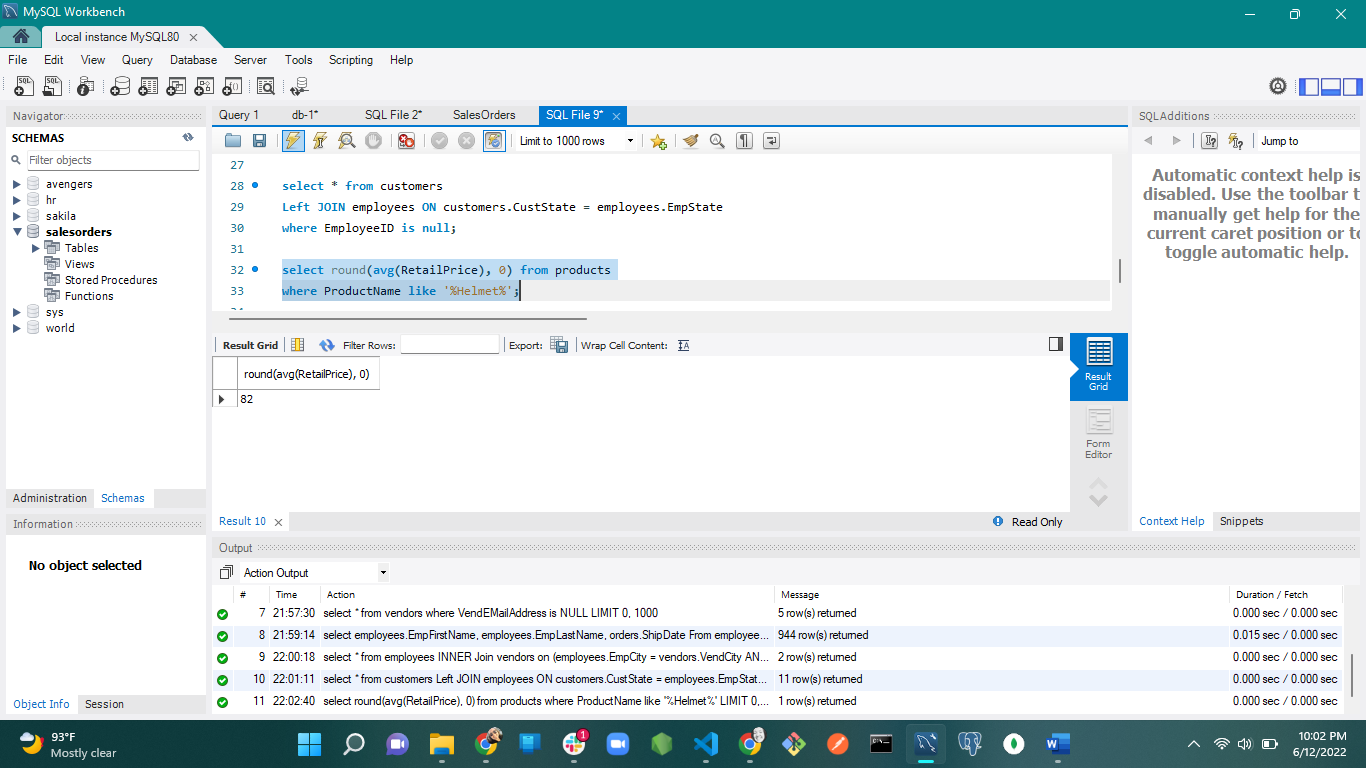 MySQL Workbench
Local instance MySQL80
File Edit View Query Database Server Tools Scripting Help
Navigator
SCHEMAS
Filter objects
avengers
hr
sakila
salesorders
Tables
Views
Stored Procedures
Functions
sys
world
Administration Schemas
Information
No object selected
Object Info Session
Query 1 db-1* SQL File 2* SalesOrders SQL File 9*
Limit to 1000 rows
27
28 select * from customers
29 Left JOIN employees ON customers.CustState = employees.EmpState
30 where EmployeeID is null;
31
32 select round(avg(RetailPrice), 0) from products
33 where ProductName like '%Helmet%';
Result Grid Filter Rows: Export: Wrap Cell Content:
round(avg(RetailPrice), 0)
82
Result Grid
Form Editor
Result 10 Read Only
SQLAdditions
Jump to
Automatic context help is
disabled. Use the toolbar t
manually get help for the
current caret position or to
toggle automatic help.
Context Help Snippets
Output
Action Output
# Time Action Message Duration / Fetch
7 21:57:30 select * from vendors where VendEMailAddress is NULL LIMIT 0, 1000 5 row(s) returned 0.000 sec / 0.000 sec
8 21:59:14 select employees.EmpFirstName, employees.EmpLastName, orders.ShipDate From employee... 944 row(s) returned 0.015 sec / 0.000 sec
9 22:00:18 select * from employees INNER Join vendors on (employees.EmpCity = vendors.VendCity AN... 2 row(s) returned 0.000 sec / 0.000 sec
10 22:01:11 select * from customers Left JOIN employees ON customers.CustState = employees.EmpStat... 11 row(s) returned 0.000 sec / 0.000 sec
11 22:02:40 select round(avg(RetailPrice), 0) from products where ProductName like '%Helmet%' LIMIT 0,... 1 row(s) returned 0.000 sec / 0.000 sec
93°F
Mostly clear
1
10:02 PM
6/12/2022